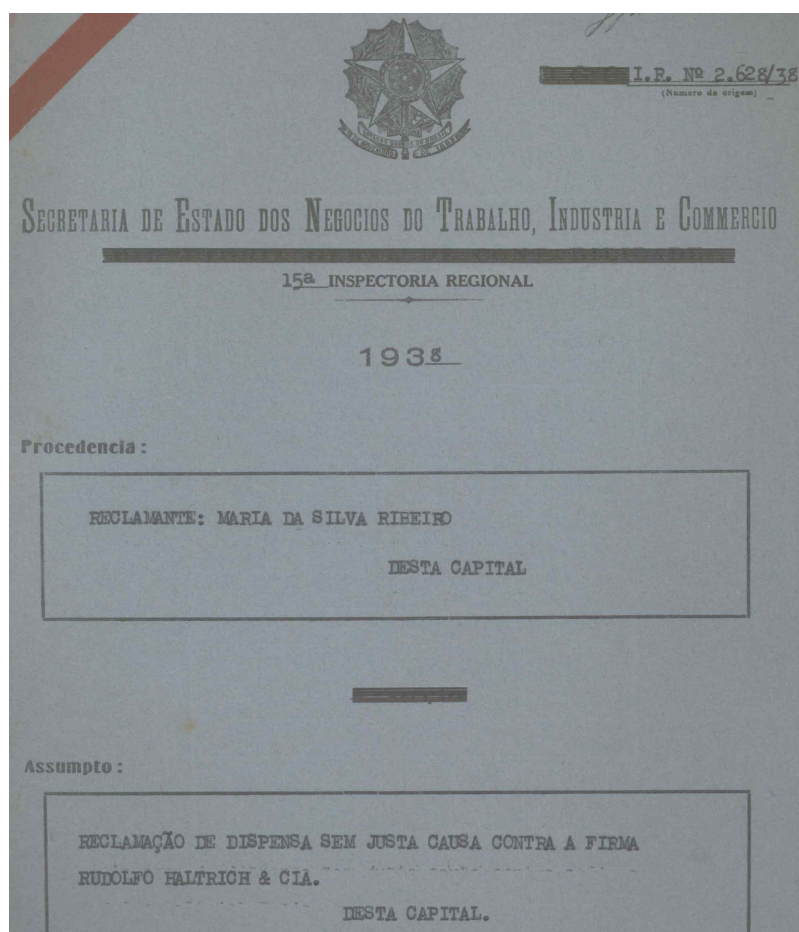 I.R. Nº 2.628/38
(Numero de origem)
SECRETARIA DE ESTADO DOS NEGOCIOS DO TRABALHO, INDUSTRIA E COMMERCIO
15a INSPECTORIA REGIONAL
1938
Procedencia:
RECLAMANTE: MARIA DA SILVA RIBEIRO
DESTA CAPITAL
Assumpto:
RECLAMAÇÃO DE DISPENSA SEM JUSTA CAUSA CONTRA A FIRMA
RUDOLFO HALTRICH & CIA.
DESTA CAPITAL.